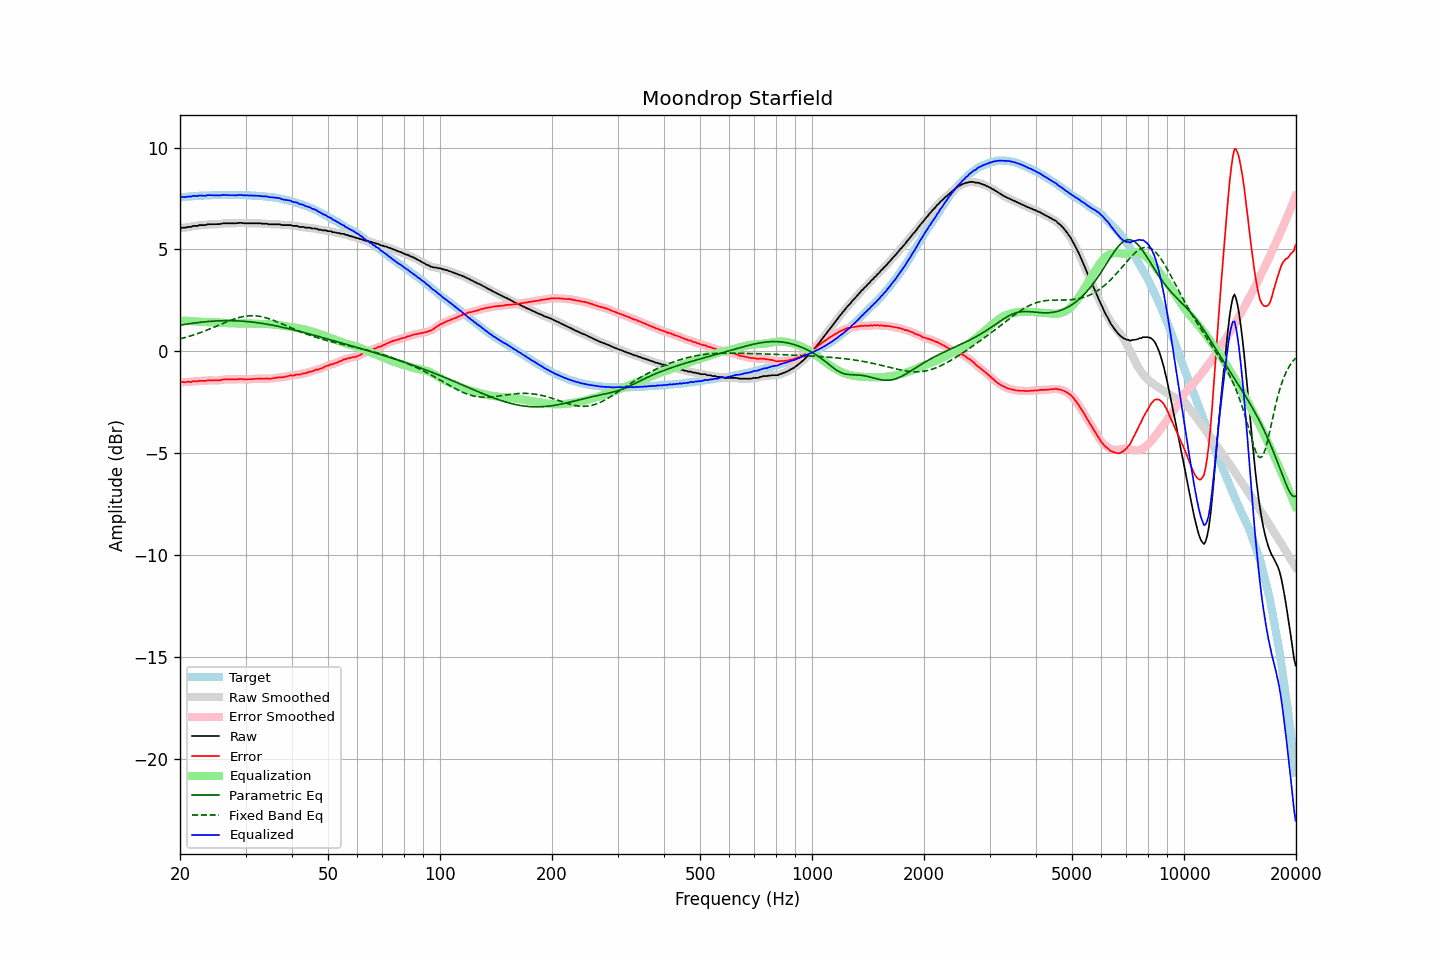 Moondrop Starfield
Amplitude (dBr)
10
5
0
−5
−10
−15
−20
Target
Raw Smoothed
Error Smoothed
Raw
Error
Equalization
Parametric Eq
Fixed Band Eq
Equalized
20 50 100 200 500 1000 2000 5000 10000 20000
Frequency (Hz)